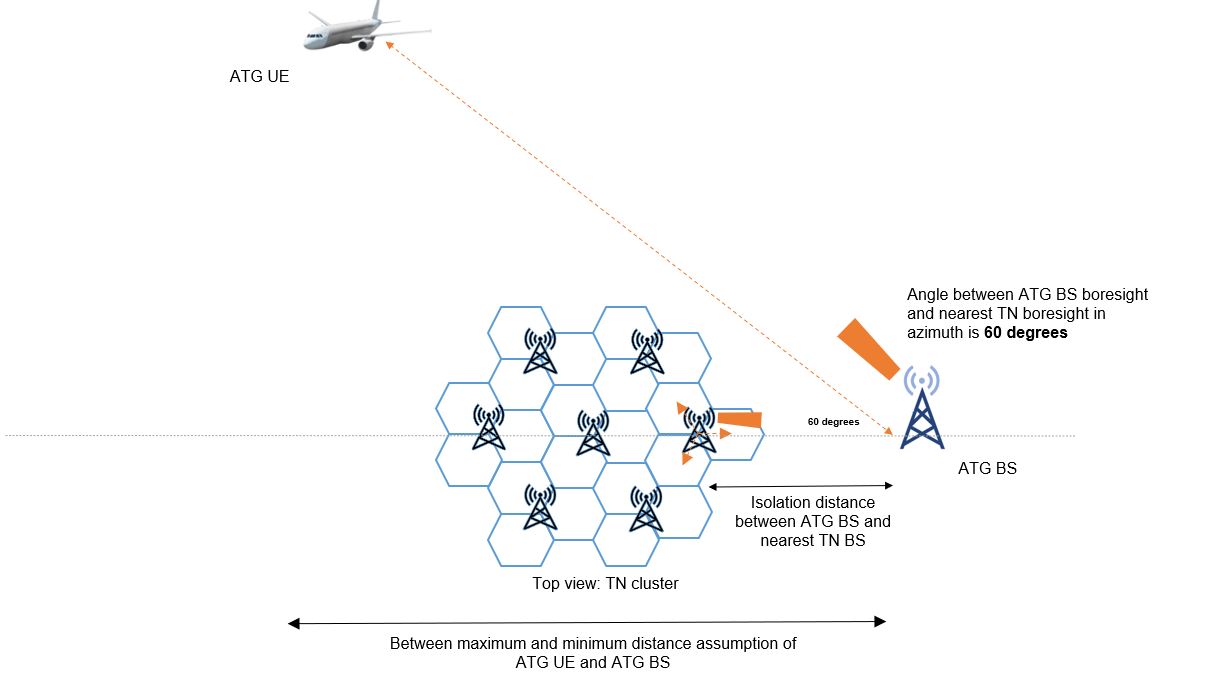 ATG UE
Angle between ATG BS boresight
and nearest TN boresight in
azimuth is 60 degrees
60 degrees
ATG BS
Isolation distance
between ATG BS and
nearest TN BS
Top view: TN cluster
Between maximum and minimum distance assumption of
ATG UE and ATG BS